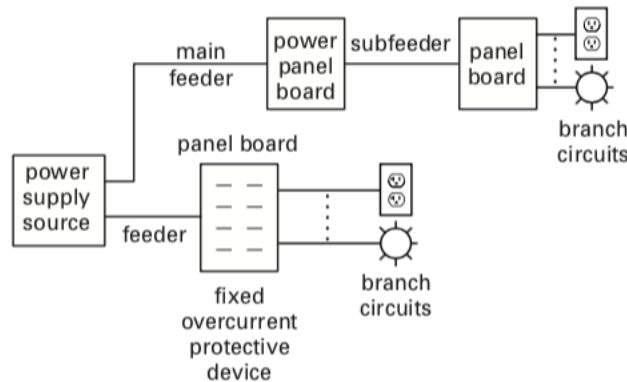 main
feeder
power
panel
board
subfeeder
panel
board
branch
circuits
panel board
power
supply
source
feeder
fixed
overcurrent
protective
device
branch
circuits